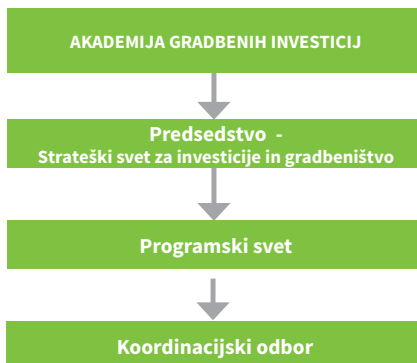 AKADEMIJA GRADBENIH INVESTICIJ
Predsedstvo -
Strateški svet za investicije in gradbeništvo
Programski svet
Koordinacijski odbor